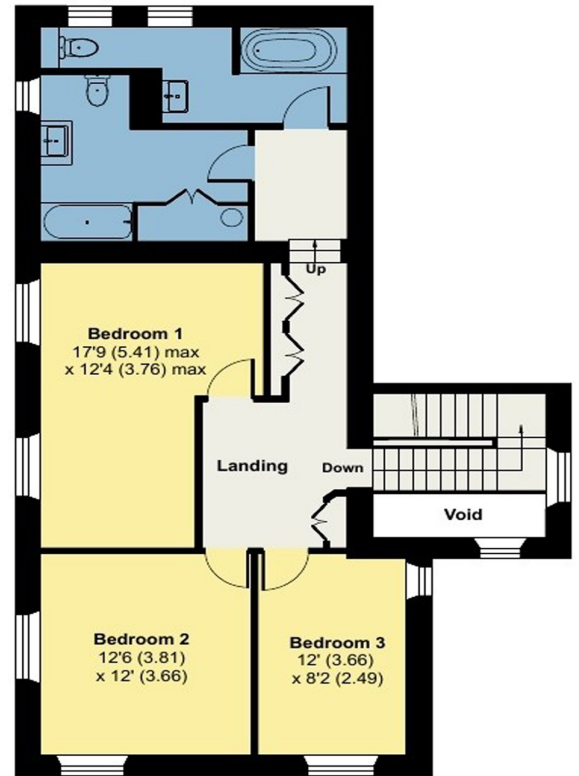 Up
Bedroom 1
17'9 (5.41) max
x 12'4 (3.76) max
Landing
Down
Void
Bedroom 2
12'6 (3.81)
x 12' (3.66)
Bedroom 3
12' (3.66)
x 8'2 (2.49)